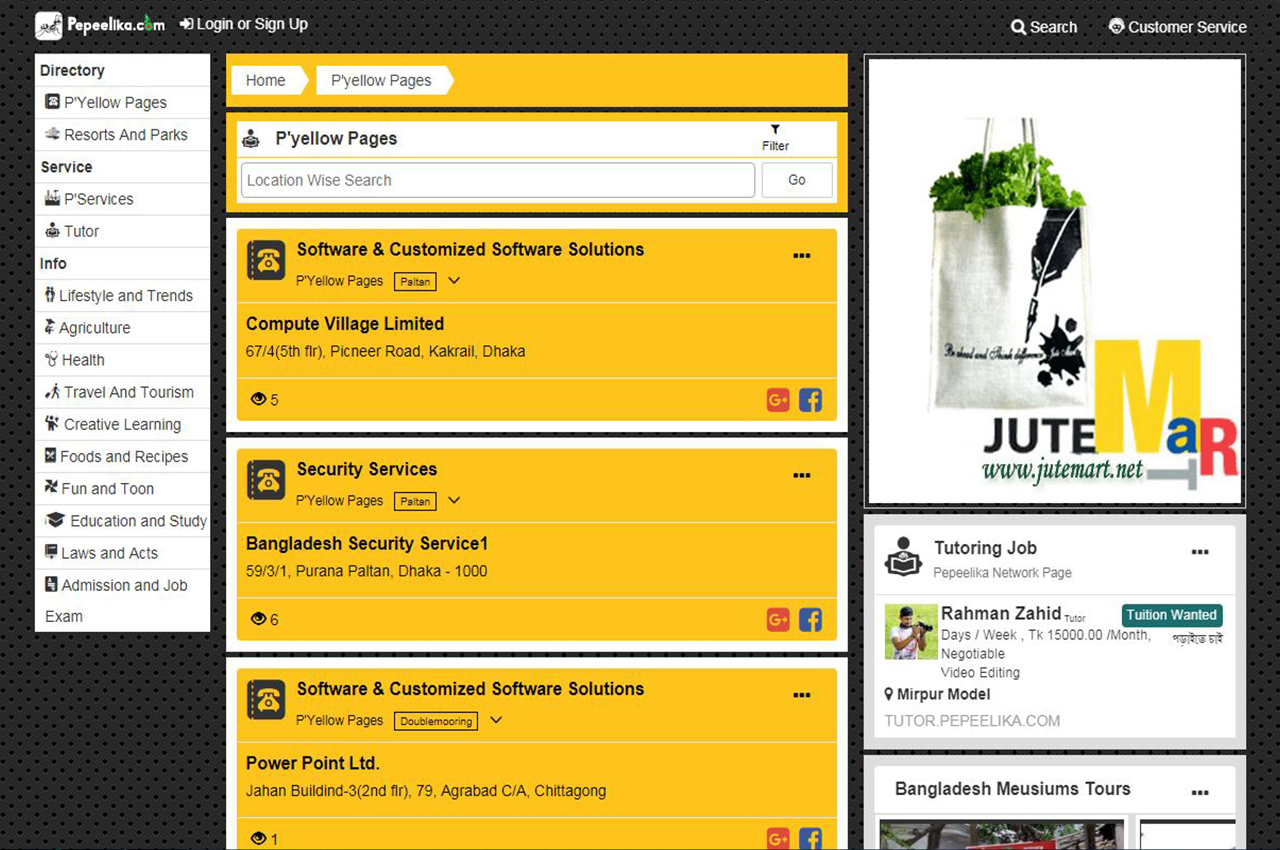 Pepeelika.com
Login or Sign Up
Search
Customer Service
Directory
P'Yellow Pages
Resorts And Parks
Service
P'Services
Tutor
Info
Lifestyle and Trends
Agriculture
Health
Travel And Tourism
Creative Learning
Foods and Recipes
Fun and Toon
Education and Study
Laws and Acts
Admission and Job
Exam
Home
P'yellow Pages
P'yellow Pages
Filter
Location Wise Search
Go
Software & Customized Software Solutions
P'Yellow Pages Paltan
Compute Village Limited
67/4(5th flr), Picneer Road, Kakrail, Dhaka
5
G+
Security Services
P'Yellow Pages Paltan
Bangladesh Security Service1
59/3/1, Purana Paltan, Dhaka - 1000
6
G+
Software & Customized Software Solutions
P'Yellow Pages Doublemooring
Power Point Ltd.
Jahan Buildind-3(2nd flr), 79, Agrabad C/A, Chittagong
1
G+
Be ahead and Think difference
JUTE MaRT
www.jutemart.net
Tutoring Job
Pepeelika Network Page
Rahman Zahid Tutor
Tuition Wanted
Days / Week , Tk 15000.00 /Month,
পড়াইতে চাই
Negotiable
Video Editing
Mirpur Model
TUTOR.PEPEELIKA.COM
Bangladesh Meusiums Tours